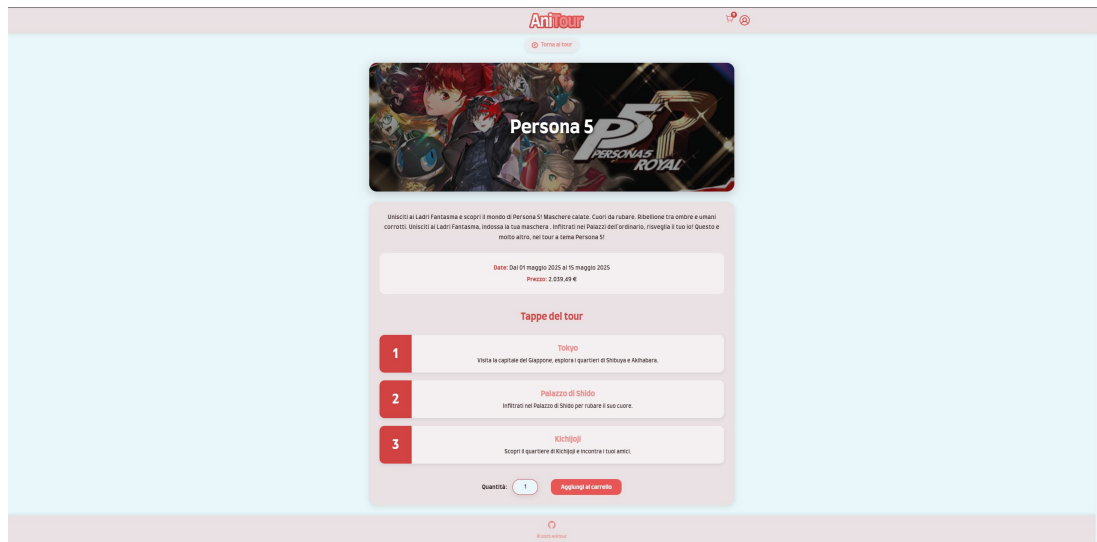 AniTour
Torna ai tour
Persona 5
P5R
PERSONA5
ROYAL
Unisciti ai Ladri Fantasma e scopri il mondo di Persona 5! Maschere calate. Cuori da rubare. Ribellione tra ombre e umani
corrotti. Unisciti ai Ladri Fantasma, indossa la tua maschera . Infiltrati nei Palazzi dell'ordinario, risveglia il tuo io! Questo e
molto altro, nel tour a tema Persona 5!
Date: Dal 01 maggio 2025 al 15 maggio 2025
Prezzo: 2.039,49 €
Tappe del tour
1
Tokyo
Visita la capitale del Giappone, esplora i quartieri di Shibuya e Akihabara.
2
Palazzo di Shido
Infiltrati nel Palazzo di Shido per rubare il suo cuore.
3
Kichijoji
Scopri il quartiere di Kichijoji e incontra i tuoi amici.
Quantità: 1 Aggiungi al carrello
© 2025 AniTour